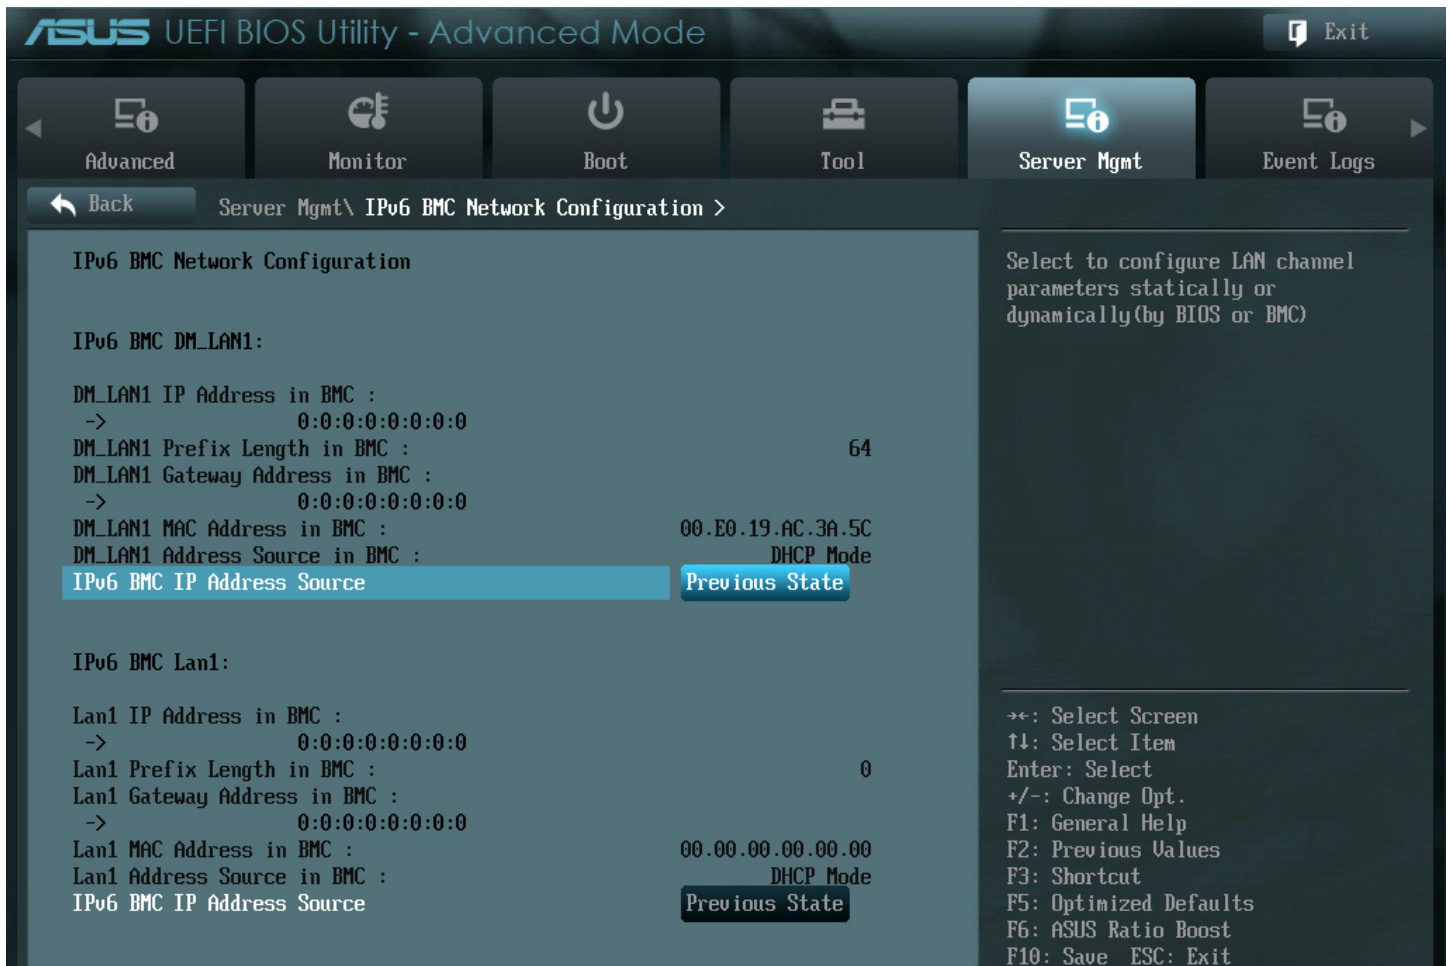 ASUS UEFI BIOS Utility - Advanced Mode
Exit
Advanced
Monitor
Boot
Tool
Server Mgmt
Event Logs
Back
Server Mgmt\ IPv6 BMC Network Configuration >
IPv6 BMC Network Configuration
IPv6 BMC DM_LAN1:
DM_LAN1 IP Address in BMC :
-> 0:0:0:0:0:0:0:0
DM_LAN1 Prefix Length in BMC : 64
DM_LAN1 Gateway Address in BMC :
-> 0:0:0:0:0:0:0:0
DM_LAN1 MAC Address in BMC : 00.E0.19.AC.3A.5C
DM_LAN1 Address Source in BMC : DHCP Mode
IPv6 BMC IP Address Source Previous State
IPv6 BMC Lan1:
Lan1 IP Address in BMC :
-> 0:0:0:0:0:0:0:0
Lan1 Prefix Length in BMC : 0
Lan1 Gateway Address in BMC :
-> 0:0:0:0:0:0:0:0
Lan1 MAC Address in BMC : 00.00.00.00.00.00
Lan1 Address Source in BMC : DHCP Mode
IPv6 BMC IP Address Source Previous State
Select to configure LAN channel
parameters statically or
dynamically(by BIOS or BMC)
→←: Select Screen
↑↓: Select Item
Enter: Select
+/-: Change Opt.
F1: General Help
F2: Previous Values
F3: Shortcut
F5: Optimized Defaults
F6: ASUS Ratio Boost
F10: Save ESC: Exit